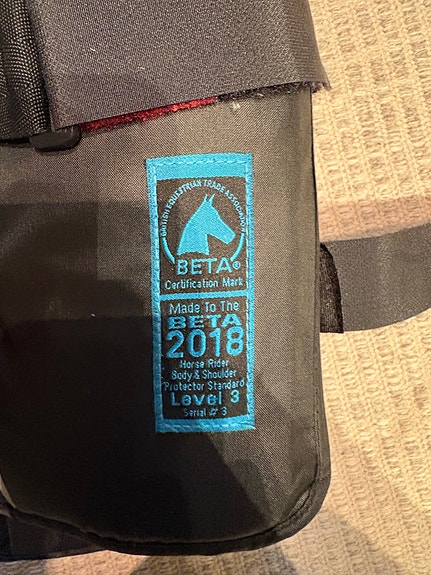 BRITISH EQUESTRIAN TRADE ASSOCIATION
BETA®
Certification Mark
Made To The
BETA
2018
Horse Rider
Body & Shoulder
Protector Standard
Level 3
Serial # 3